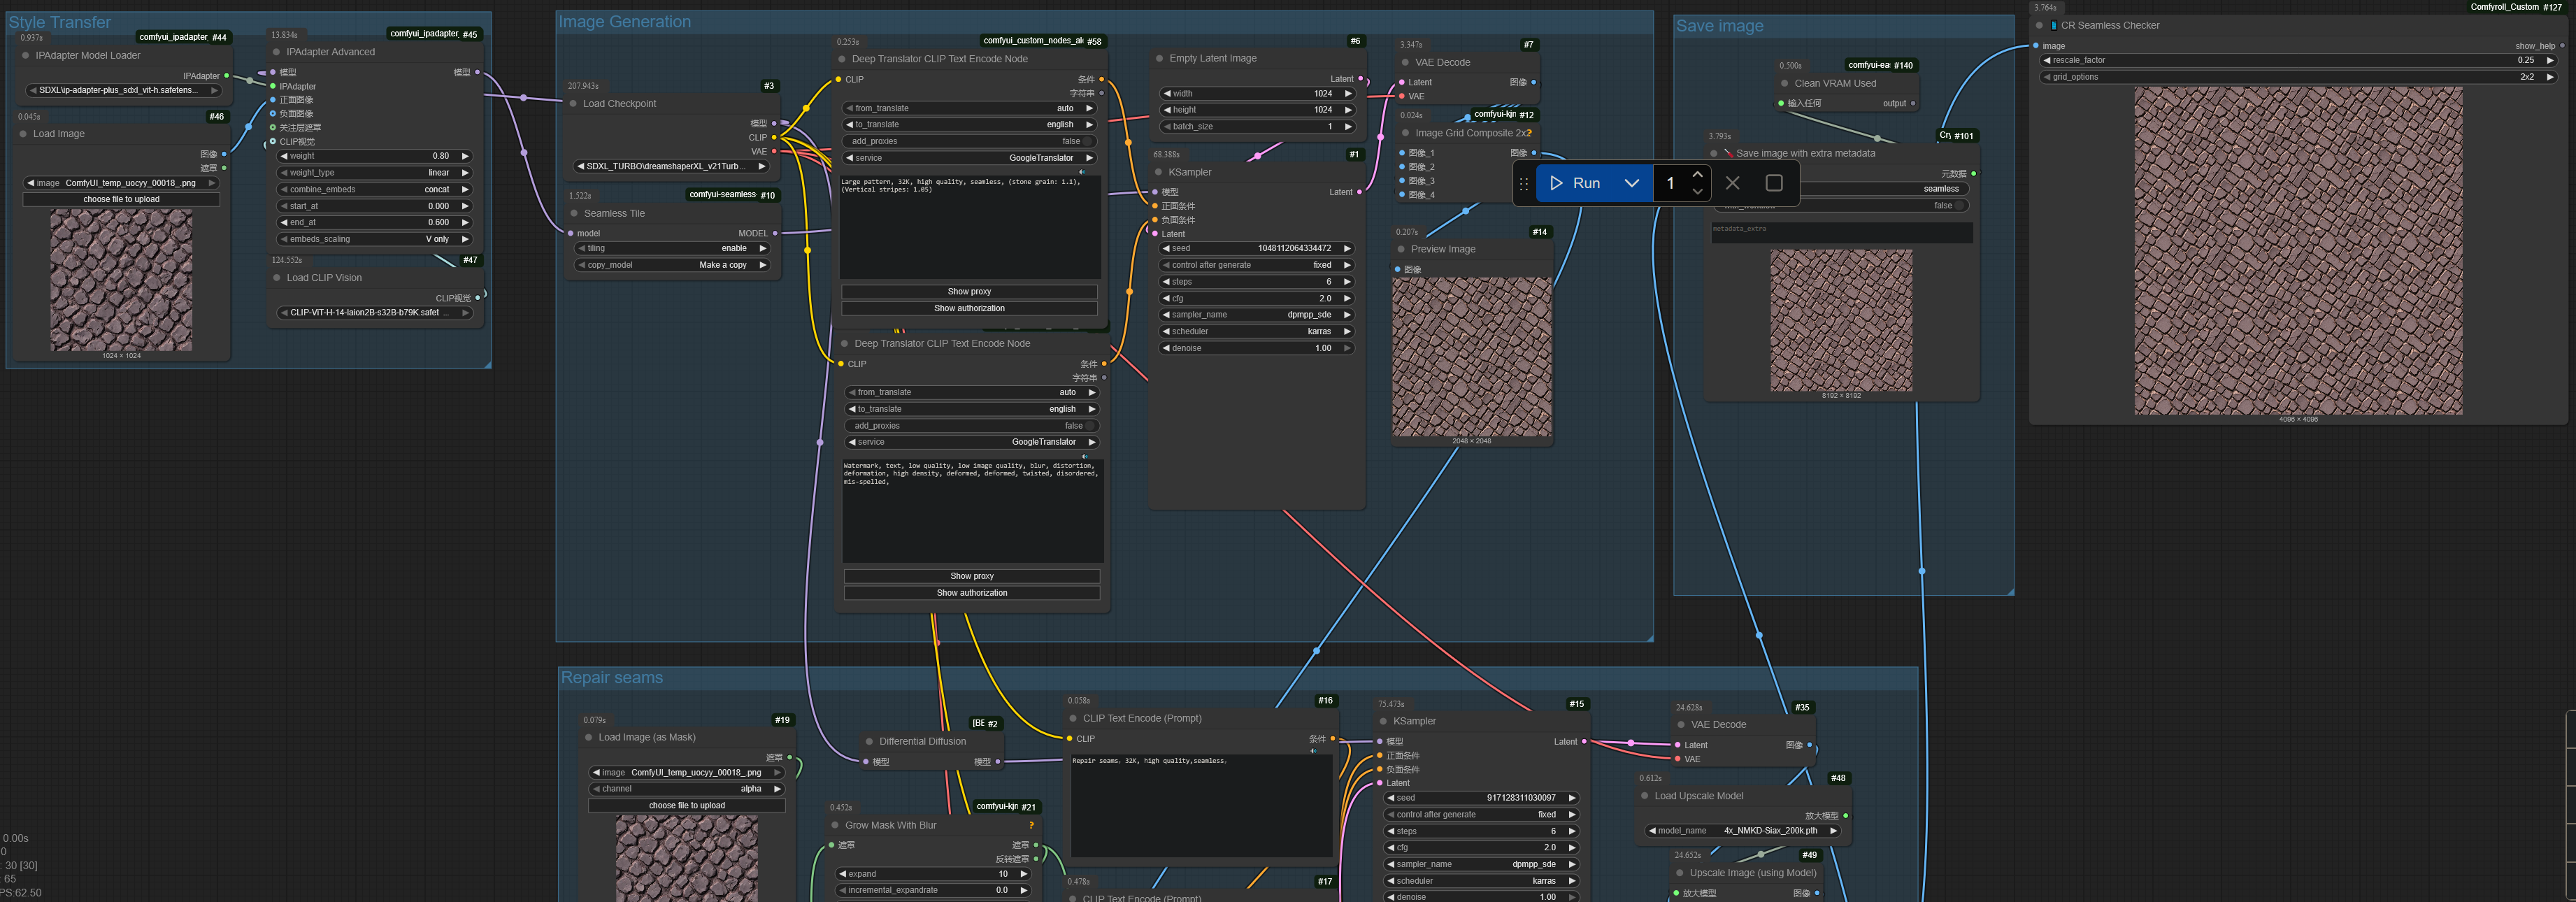 Style Transfer
0.937s
comfyui_ipadapter_ #44
IPAdapter Model Loader
IPAdapter
SDXL\ip-adapter-plus_sdxl_vit-h.safetens...
0.045s
#46
Load Image
图像
遮罩
image ComfyUI_temp_uocyy_00018_.png
choose file to upload
1024 × 1024
13.834s
comfyui_ipadapter_ #45
IPAdapter Advanced
模型
模型
IPAdapter
正面图像
负面图像
关注层遮罩
CLIP视觉
weight 0.80
weight_type linear
combine_embeds concat
start_at 0.000
end_at 0.600
embeds_scaling V only
124.552s
#47
Load CLIP Vision
CLIP视觉
CLIP-ViT-H-14-laion2B-s32B-b79K.safet ...
Image Generation
207.943s
#3
Load Checkpoint
模型
CLIP
VAE
SDXL_TURBO\dreamshaperXL_v21Turb...
1.522s
comfyui-seamless- #10
Seamless Tile
model
MODEL
tiling enable
copy_model Make a copy
0.253s
comfyui_custom_nodes_ale #58
Deep Translator CLIP Text Encode Node
CLIP
条件
字符串
from_translate auto
to_translate english
add_proxies false
service GoogleTranslator
Large pattern, 32K, high quality, seamless, (stone grain: 1.1),
(Vertical stripes: 1.05)
Show proxy
Show authorization
Deep Translator CLIP Text Encode Node
CLIP
条件
字符串
from_translate auto
to_translate english
add_proxies false
service GoogleTranslator
Watermark, text, low quality, low image quality, blur, distortion,
deformation, high density, deformed, deformed, twisted, disordered,
mis-spelled,
Show proxy
Show authorization
#6
Empty Latent Image
Latent
width 1024
height 1024
batch_size 1
68.388s
#1
KSampler
模型
Latent
正面条件
负面条件
Latent
seed 1048112064334472
control after generate fixed
steps 6
cfg 2.0
sampler_name dpmpp_sde
scheduler karras
denoise 1.00
3.347s
#7
VAE Decode
Latent
图像
VAE
0.024s
comfyui-kjn #12
Image Grid Composite 2x2 ?
图像_1
图像
图像_2
图像_3
图像_4
0.207s
#14
Preview Image
图像
2048 × 2048
Run
1
Save image
0.500s
comfyui-ea #140
Clean VRAM Used
输入任何
output
3.793s
#101
Save image with extra metadata
元数据
seamless
false
metadata_extra
8192 × 8192
3.764s
Comfyroll_Custom #127
CR Seamless Checker
image
show_help
rescale_factor 0.25
grid_options 2x2
4096 × 4096
Repair seams
0.079s
#19
Load Image (as Mask)
遮罩
image ComfyUI_temp_uocyy_00018_.png
channel alpha
choose file to upload
[BE #2
Differential Diffusion
模型
模型
0.452s
comfyui-kjn #21
Grow Mask With Blur ?
遮罩
遮罩
反转遮罩
expand 10
incremental_expandrate 0.0
0.058s
#16
CLIP Text Encode (Prompt)
CLIP
条件
Repair seams, 32K, high quality,seamless,
0.478s
#17
CLIP Text Encode (Prompt)
75.473s
#15
KSampler
模型
Latent
正面条件
负面条件
Latent
seed 917128311030097
control after generate fixed
steps 6
cfg 2.0
sampler_name dpmpp_sde
scheduler karras
denoise 1.00
24.628s
#35
VAE Decode
Latent
图像
VAE
0.612s
#48
Load Upscale Model
放大模型
model_name 4x_NMKD-Siax_200k.pth
24.652s
#49
Upscale Image (using Model)
放大模型
图像
0.00s
0
: 30 [30]
: 65
PS:62.50